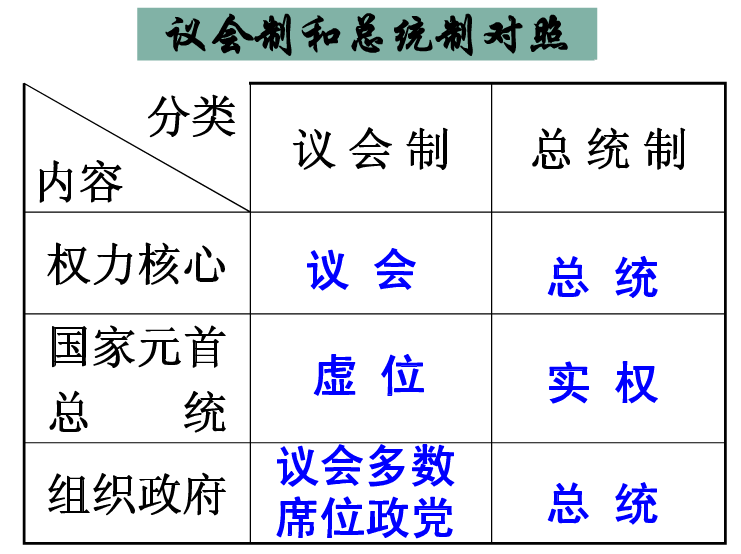 议会制和总统制对照
分类
内容
议会制
总统制
权力核心
议会
总统
国家元首
总统
虚位
实权
组织政府
议会多数
席位政党
总统